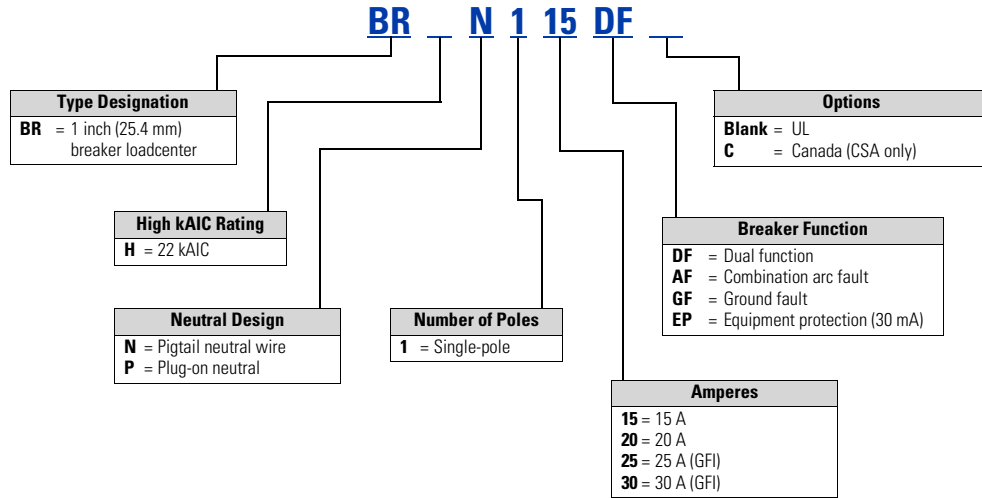 BR _ N 1 15 DF _
Type Designation
BR = 1 inch (25.4 mm)
breaker loadcenter
Options
Blank = UL
C = Canada (CSA only)
High kAIC Rating
H = 22 kAIC
Breaker Function
DF = Dual function
AF = Combination arc fault
GF = Ground fault
EP = Equipment protection (30 mA)
Neutral Design
N = Pigtail neutral wire
P = Plug-on neutral
Number of Poles
1 = Single-pole
Amperes
15 = 15 A
20 = 20 A
25 = 25 A (GFI)
30 = 30 A (GFI)